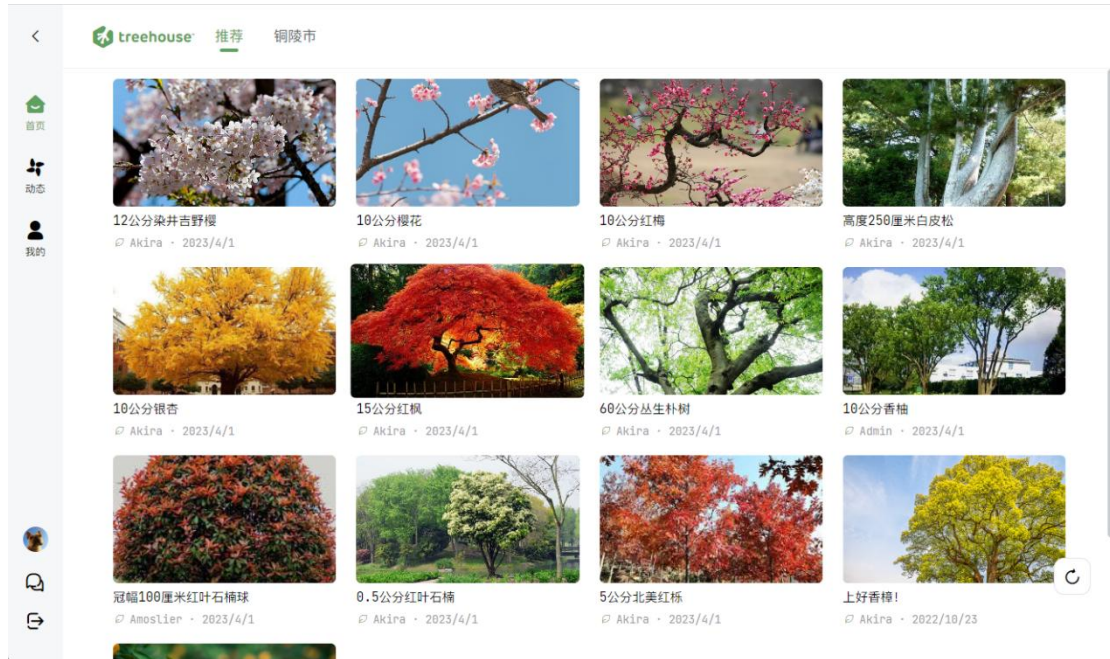 treehouse
推荐
铜陵市
首页
动态
我的
12公分染井吉野樱
Akira · 2023/4/1
10公分樱花
Akira · 2023/4/1
10公分红梅
Akira · 2023/4/1
高度250厘米白皮松
Akira · 2023/4/1
10公分银杏
Akira · 2023/4/1
15公分红枫
Akira · 2023/4/1
60公分丛生朴树
Akira · 2023/4/1
10公分香柚
Admin · 2023/4/1
冠幅100厘米红叶石楠球
Amoslier · 2023/4/1
0.5公分红叶石楠
Akira · 2023/4/1
5公分北美红栎
Akira · 2023/4/1
上好香樟!
Akira · 2022/10/23